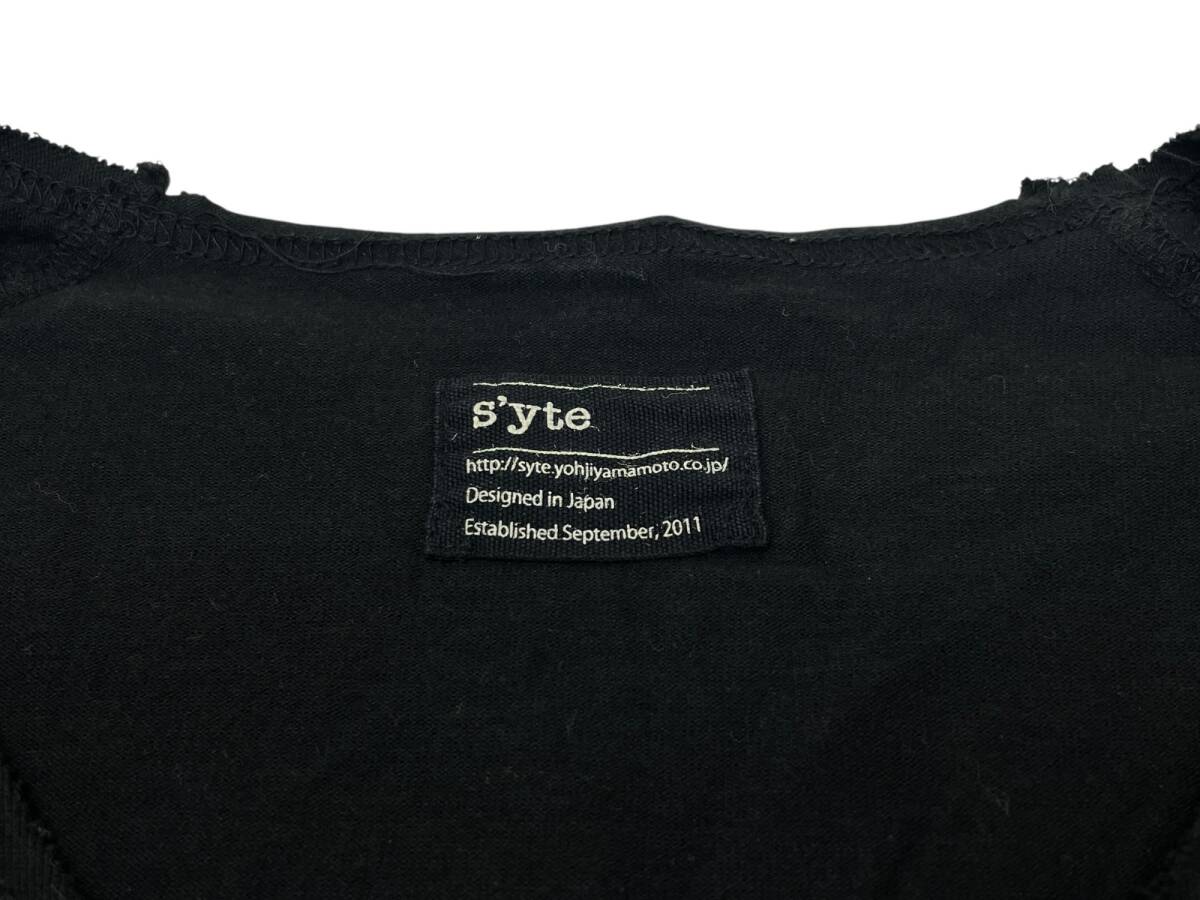 s’yte
http://syte.yohjiyamamoto.co.jp/
Designed in Japan
Established September, 2011